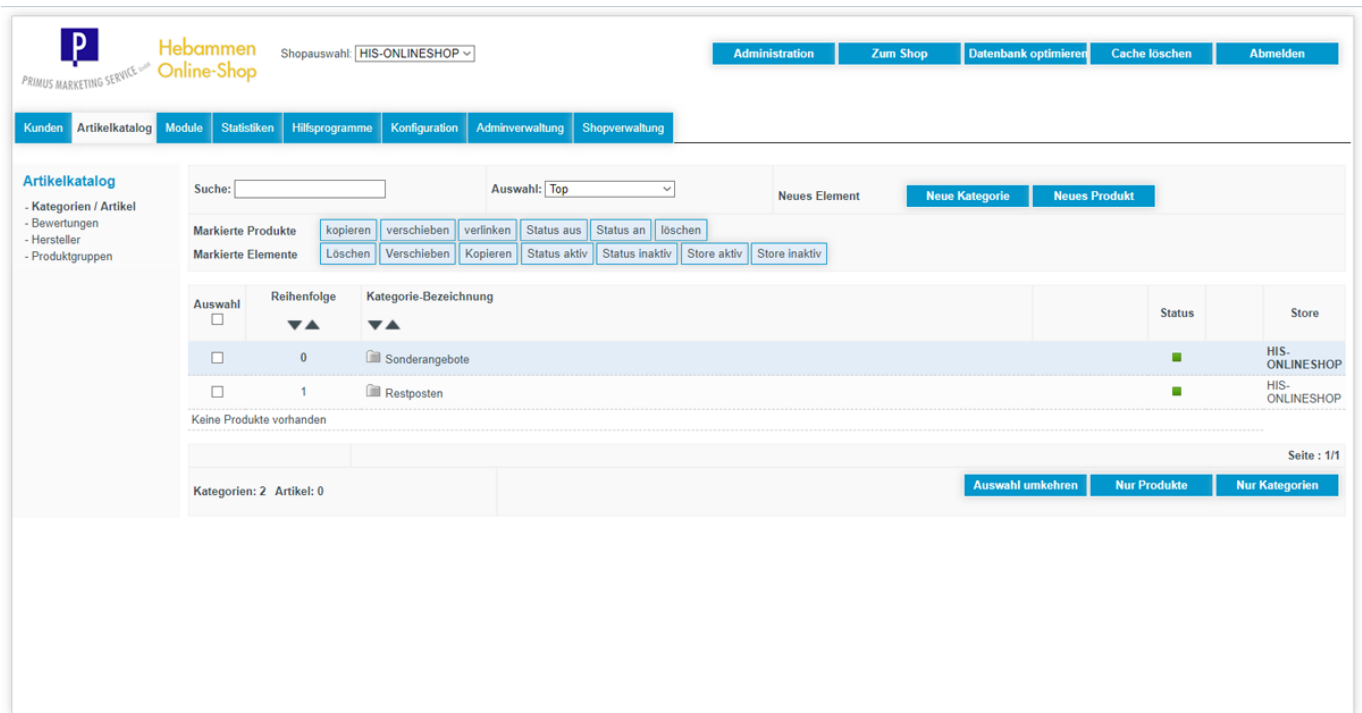 P
PRIMUS MARKETING SERVICE GmbH
Hebammen
Online-Shop
Shopauswahl: HIS-ONLINESHOP
Administration Zum Shop Datenbank optimieren Cache löschen Abmelden
Kunden Artikelkatalog Module Statistiken Hilfsprogramme Konfiguration Adminverwaltung Shopverwaltung
Artikelkatalog
- Kategorien / Artikel
- Bewertungen
- Hersteller
- Produktgruppen
Suche: Auswahl: Top Neues Element Neue Kategorie Neues Produkt
Markierte Produkte kopieren verschieben verlinken Status aus Status an löschen
Markierte Elemente Löschen Verschieben Kopieren Status aktiv Status inaktiv Store aktiv Store inaktiv
Auswahl Reihenfolge Kategorie-Bezeichnung Status Store
0 Sonderangebote HIS-
ONLINESHOP
1 Restposten HIS-
ONLINESHOP
Keine Produkte vorhanden
Seite : 1/1
Kategorien: 2 Artikel: 0 Auswahl umkehren Nur Produkte Nur Kategorien